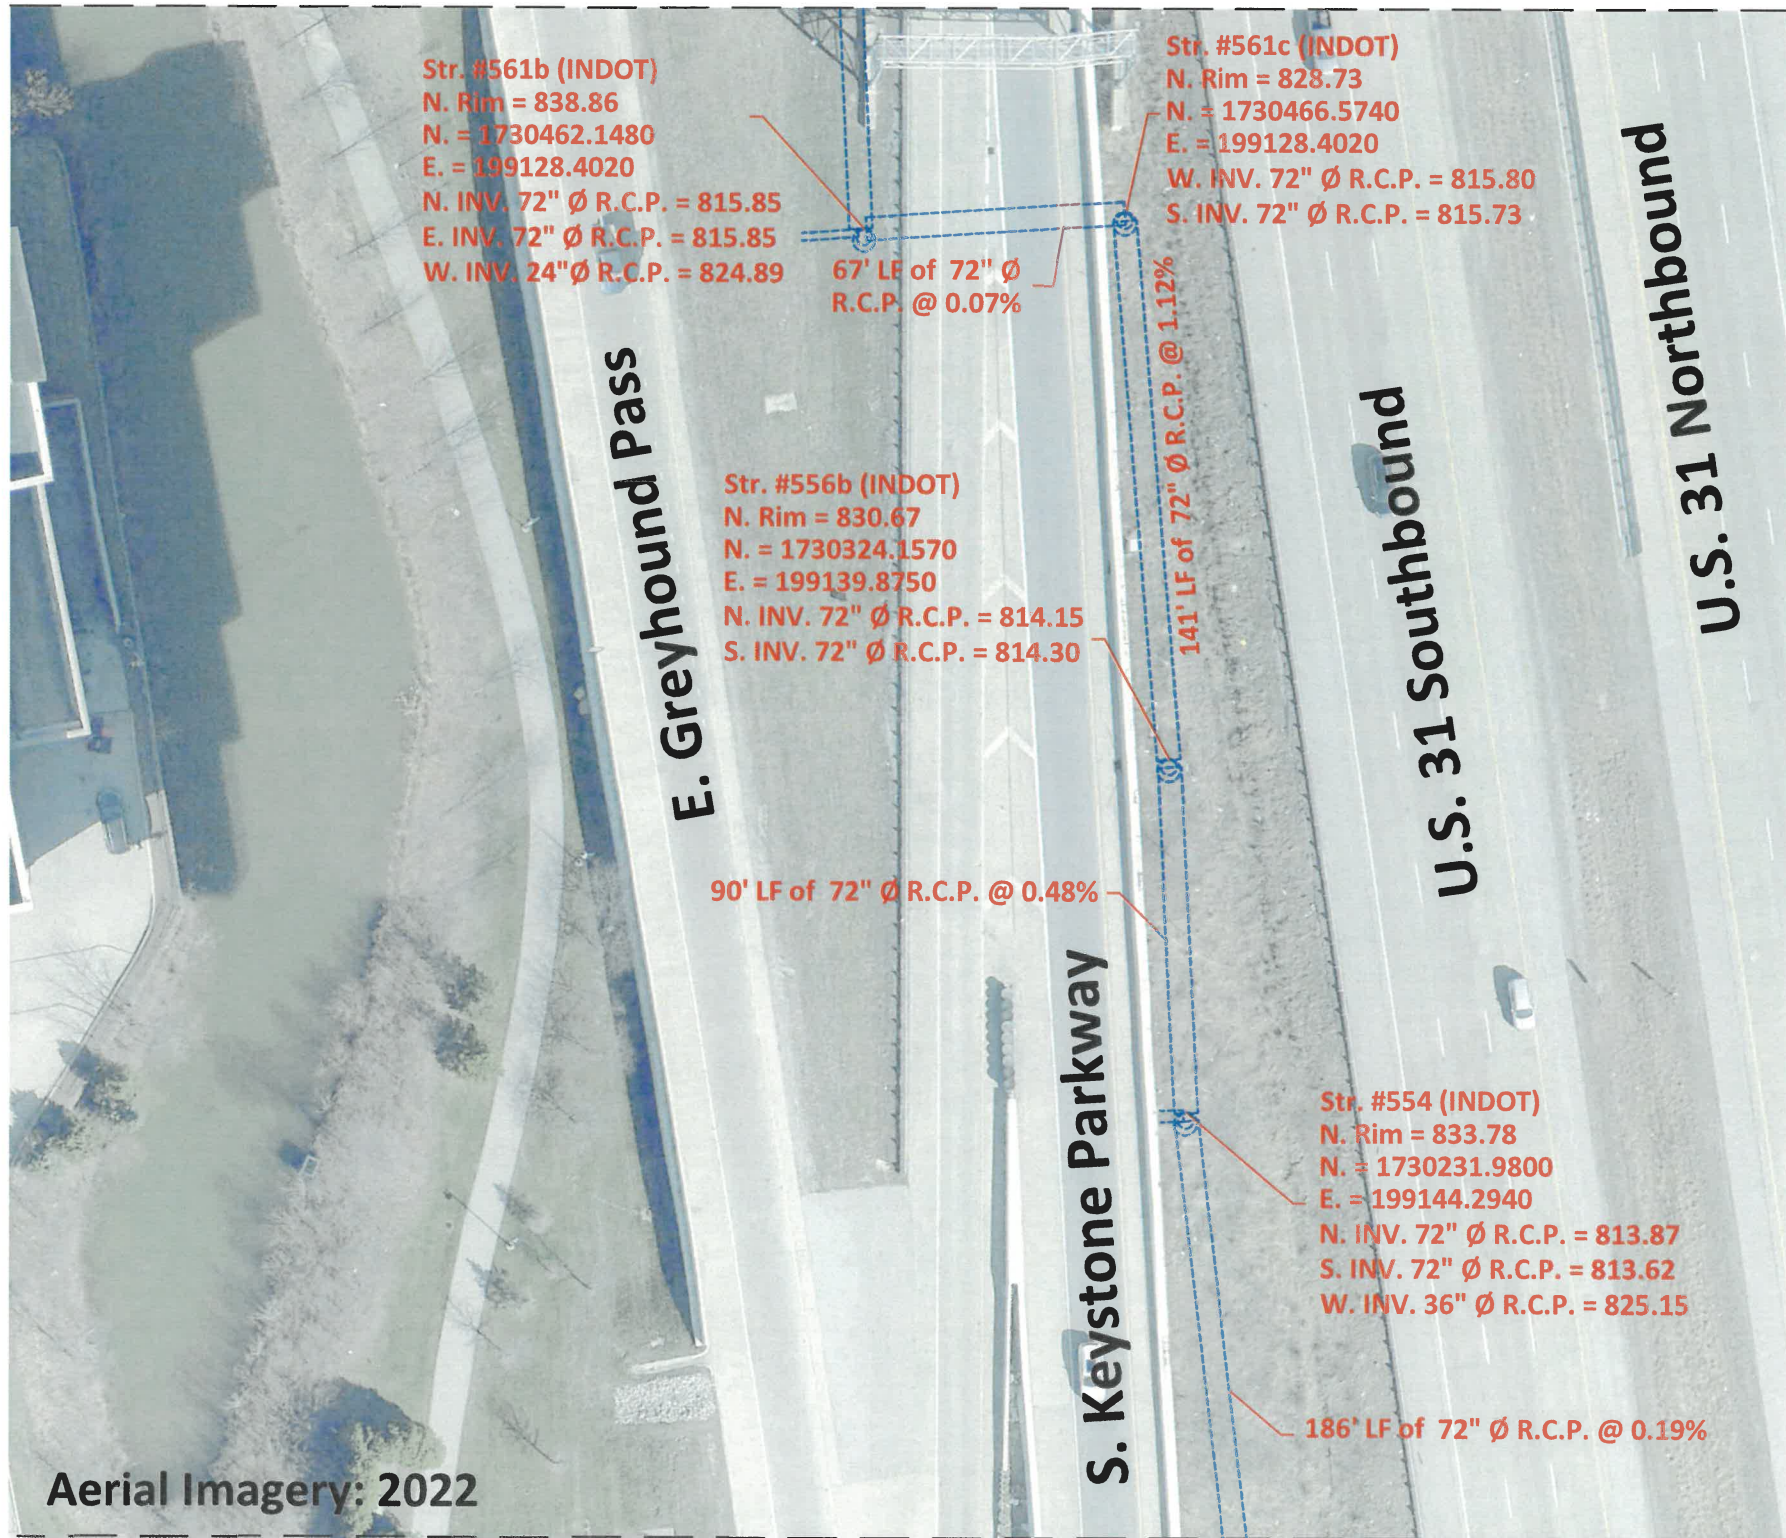 Str. #561b (INDOT)
N. Rim = 838.86
N. = 1730462.1480
E. = 199128.4020
N. INV. 72" Ø R.C.P. = 815.85
E. INV. 72" Ø R.C.P. = 815.85
W. INV. 24"Ø R.C.P. = 824.89
Str. #561c (INDOT)
N. Rim = 828.73
N. = 1730466.5740
E. = 199128.4020
W. INV. 72" Ø R.C.P. = 815.80
S. INV. 72" Ø R.C.P. = 815.73
67' LF of 72" Ø
R.C.P. @ 0.07%
141' LF of 72" Ø R.C.P. @ 1.12%
U.S. 31 Northbound
E. Greyhound Pass
U.S. 31 Southbound
Str. #556b (INDOT)
N. Rim = 830.67
N. = 1730324.1570
E. = 199139.8750
N. INV. 72" Ø R.C.P. = 814.15
S. INV. 72" Ø R.C.P. = 814.30
90' LF of 72" Ø R.C.P. @ 0.48%
S. Keystone Parkway
Str. #554 (INDOT)
N. Rim = 833.78
N. = 1730231.9800
E. = 199144.2940
N. INV. 72" Ø R.C.P. = 813.87
S. INV. 72" Ø R.C.P. = 813.62
W. INV. 36" Ø R.C.P. = 825.15
186' LF of 72" Ø R.C.P. @ 0.19%
Aerial Imagery: 2022